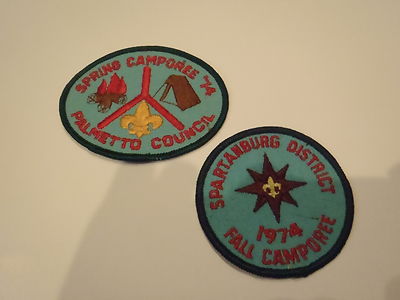 SPRING CAMPOREE '74
PALMETTO COUNCIL
SPARTANBURG DISTRICT
1974
FALL CAMPOREE